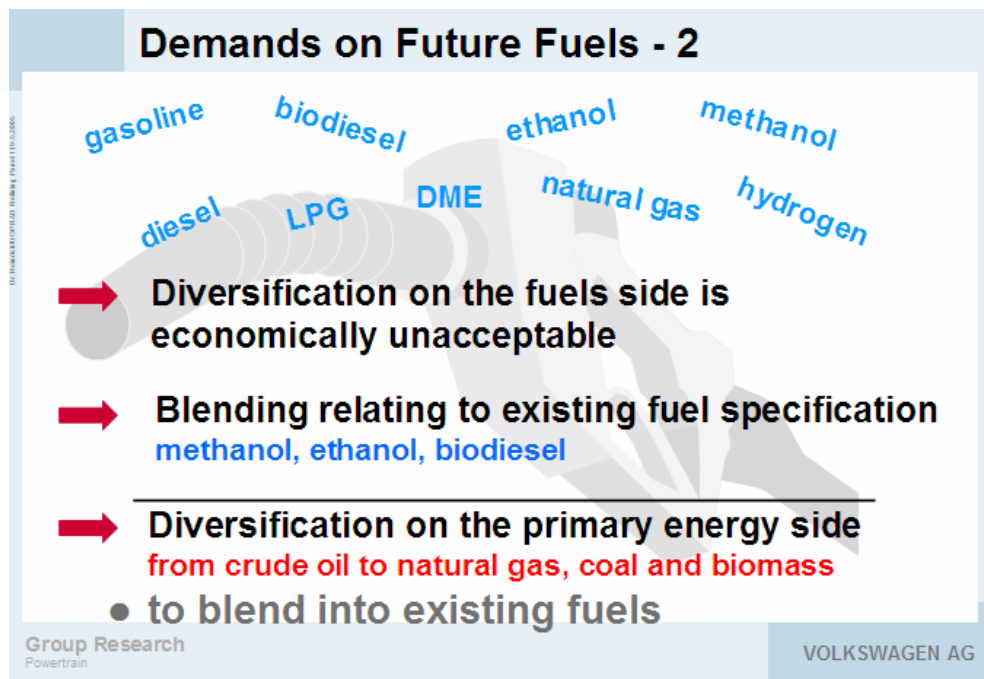 Demands on Future Fuels - 2
gasoline
biodiesel
ethanol
methanol
diesel
LPG
DME
natural gas
hydrogen
Diversification on the fuels side is
economically unacceptable
Blending relating to existing fuel specification
methanol, ethanol, biodiesel
Diversification on the primary energy side
from crude oil to natural gas, coal and biomass
• to blend into existing fuels
Group Research
Powertrain
VOLKSWAGEN AG